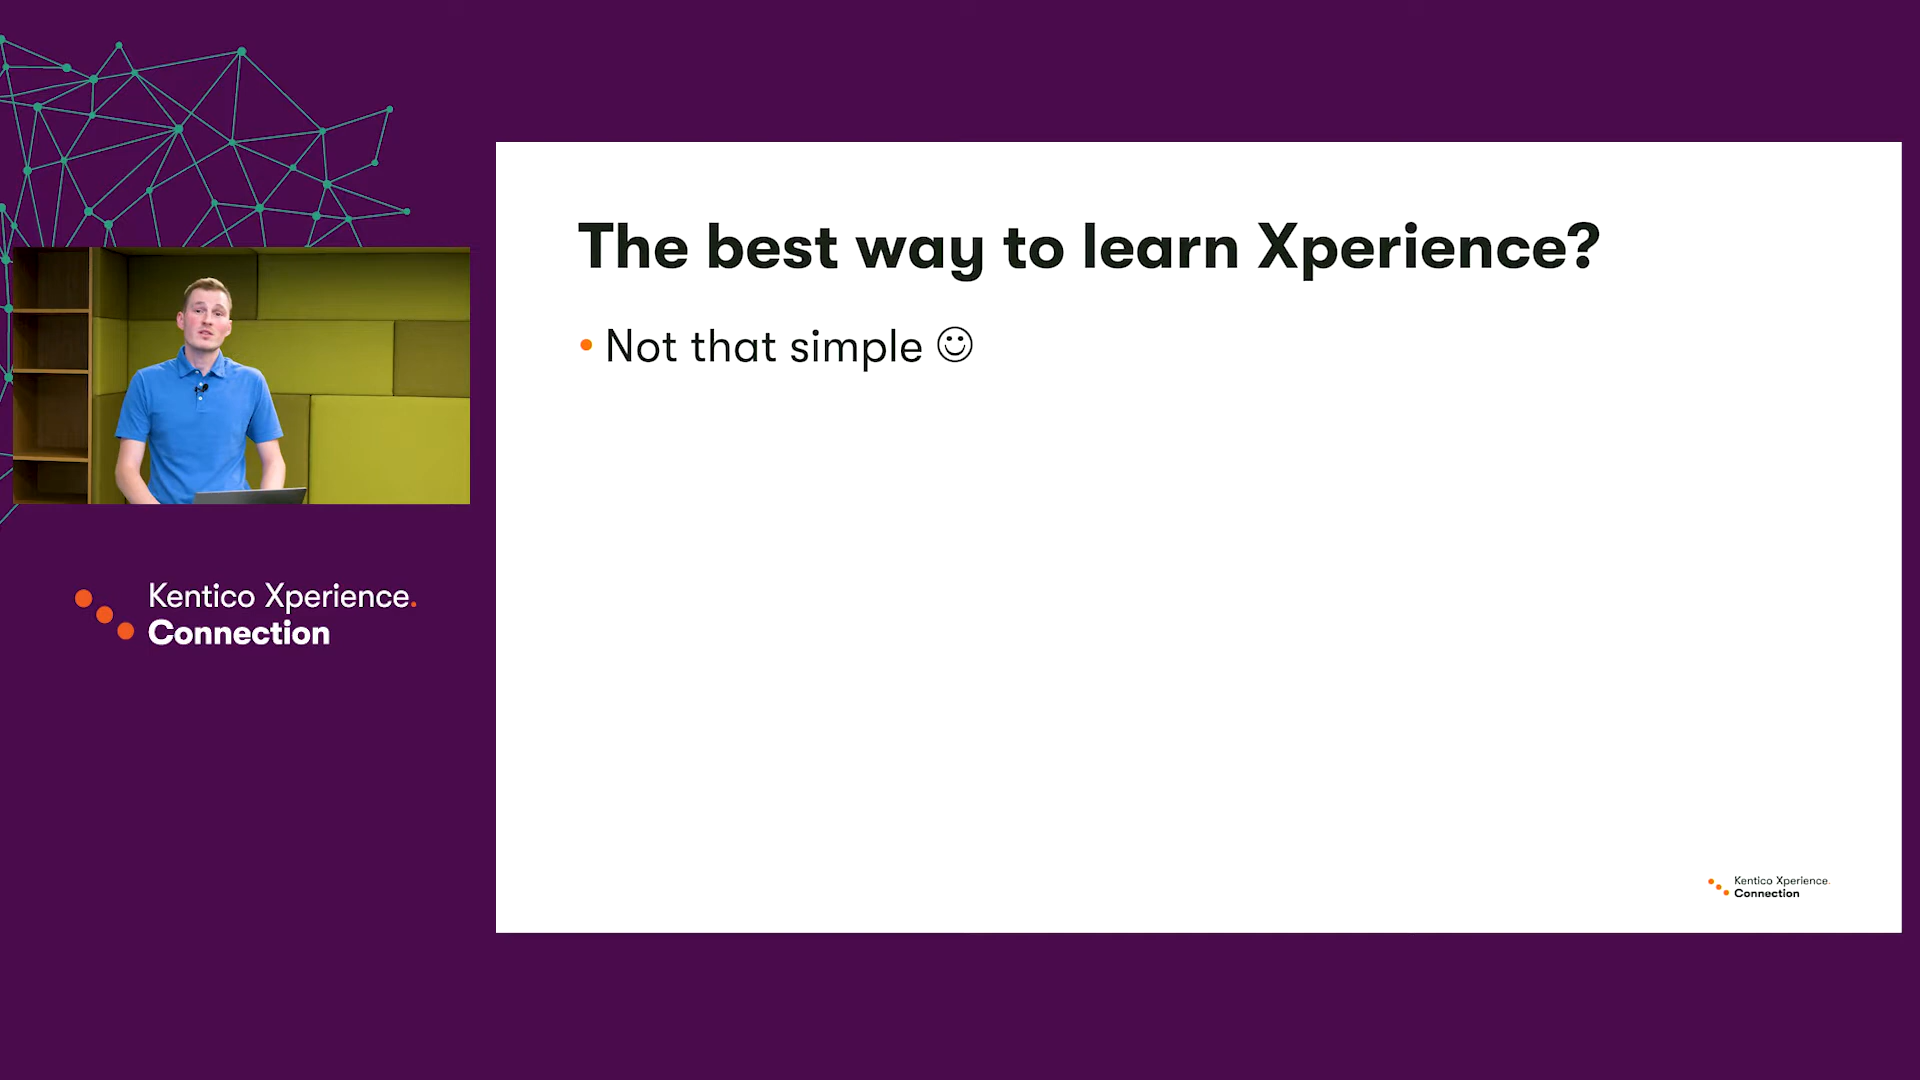 The best way to learn Xperience?
• Not that simple ☺
Kentico Xperience.
Connection
Kentico Xperience.
Connection